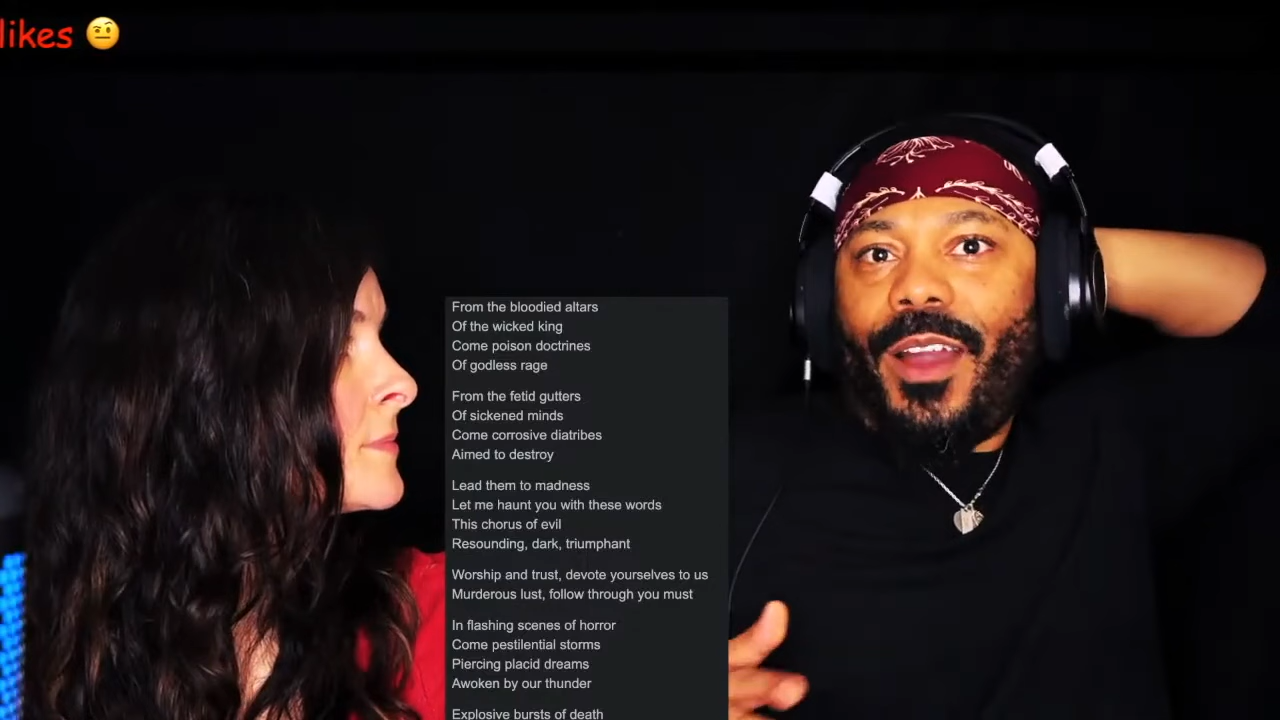 likes 🤨
From the bloodied altars
Of the wicked king
Come poison doctrines
Of godless rage
From the fetid gutters
Of sickened minds
Come corrosive diatribes
Aimed to destroy
Lead them to madness
Let me haunt you with these words
This chorus of evil
Resounding, dark, triumphant
Worship and trust, devote yourselves to us
Murderous lust, follow through you must
In flashing scenes of horror
Come pestilential storms
Piercing placid dreams
Awoken by our thunder
Explosive bursts of death